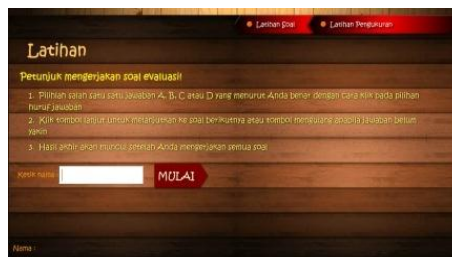 Latihan Soal
Latihan Pengukuran
Latihan
Petunjuk mengerjakan soal evaluasi!
1. Pilihlah salah satu satu jawaban A, B, C atau D yang menurut Anda benar dengan cara klik pada pilihan
huruf jawaban
2. Klik tombol lanjut untuk melanjutkan ke soal berikutnya atau tombol mengulang apabila jawaban belum
yakin
3. Hasil akhir akan muncul setelah Anda mengerjakan semua soal
Ketik nama
MULAI
Nama :